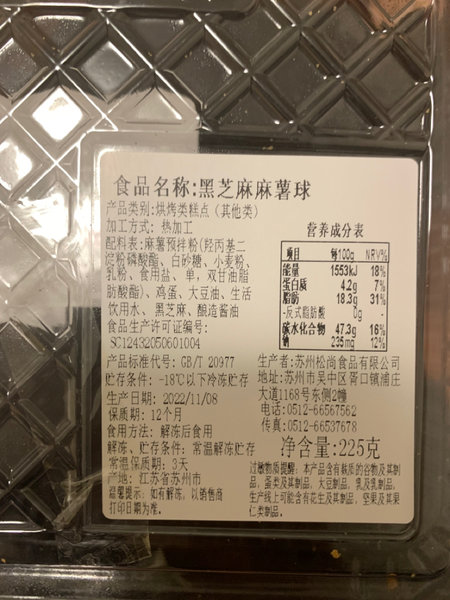 食品名称:黑芝麻麻薯球
产品类别:烘烤类糕点（其他类）
加工方式: 热加工
配料表:麻薯预拌粉(羟丙基二
淀粉磷酸酯、白砂糖、小麦粉、
乳粉、食用盐、单，双甘油脂
肪酸酯)、鸡蛋、大豆油、生活
饮用水、黑芝麻、酿造酱油
食品生产许可证编号:
SC12432050601004
产品标准代号: GB/T 20977
贮存条件: -18℃以下冷冻贮存
生产日期: 2022/11/08
保质期: 12个月
食用方法: 解冻后食用
解冻、贮存条件: 常温解冻贮存
常温保质期: 3天
产地: 江苏省苏州市
温馨提示: 如有解冻, 以销售商
打印日期为准.
营养成分表
项目 每100g NRV%
能量 1553kJ 18%
蛋白质 4.2g 7%
脂肪 18.3g 31%
-反式脂肪酸 0g -
碳水化合物 47.3g 16%
钠 235mg 12%
生产者:苏州松尚食品有限公司
地址:苏州市吴中区胥口镇浦庄
大道1168号东侧2幢
电话:0512-66567562
传真:0512-66537678
净含量:225克
过敏物质提醒: 本产品含有麸质的谷物及其制
品, 蛋类及其制品, 大豆制品, 乳及乳制品,
生产线上可能含有花生及其制品, 坚果及其果
仁类制品.